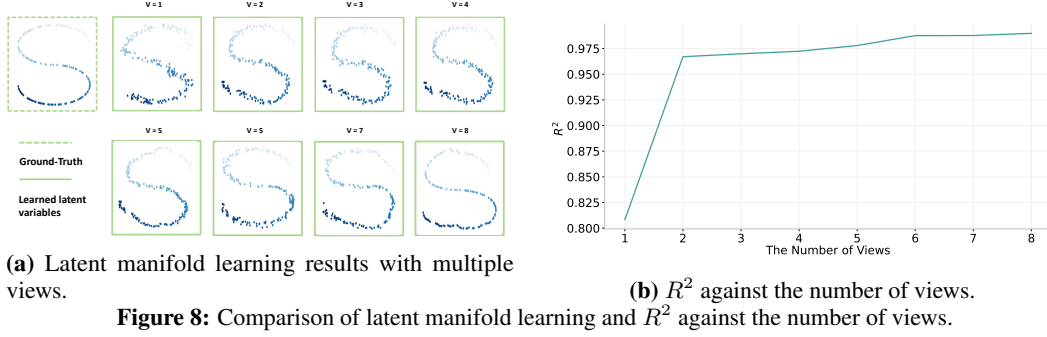 V = 1
V = 2
V = 3
V = 4
V = 5
V = 5
V = 7
V = 8
Ground-Truth
Learned latent
variables
(a) Latent manifold learning results with multiple
views.
0.975
0.950
0.925
0.900
0.875
0.850
0.825
0.800
R²
1 2 3 4 5 6 7 8
The Number of Views
(b) R² against the number of views.
Figure 8: Comparison of latent manifold learning and R² against the number of views.